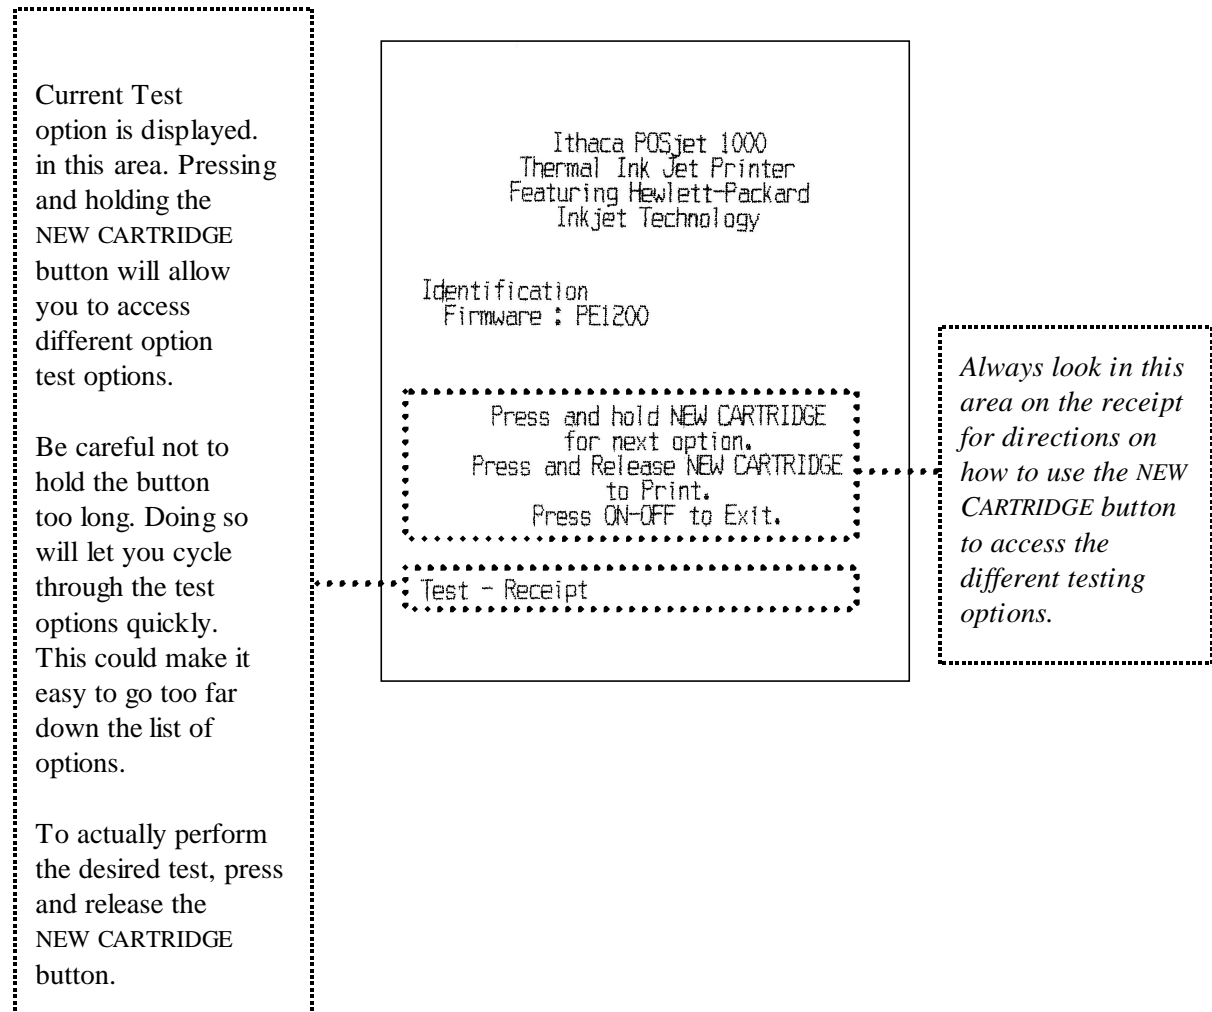 Current Test
option is displayed.
in this area. Pressing
and holding the
NEW CARTRIDGE
button will allow
you to access
different option
test options.
Be careful not to
hold the button
too long. Doing so
will let you cycle
through the test
options quickly.
This could make it
easy to go too far
down the list of
options.
To actually perform
the desired test, press
and release the
NEW CARTRIDGE
button.
Ithaca POSjet 1000
Thermal Ink Jet Printer
Featuring Hewlett-Packard
Inkjet Technology
Identification
Firmware : PE1200
Press and hold NEW CARTRIDGE
for next option.
Press and Release NEW CARTRIDGE
to Print.
Press ON-OFF to Exit.
Test - Receipt
Always look in this
area on the receipt
for directions on
how to use the NEW
CARTRIDGE button
to access the
different testing
options.